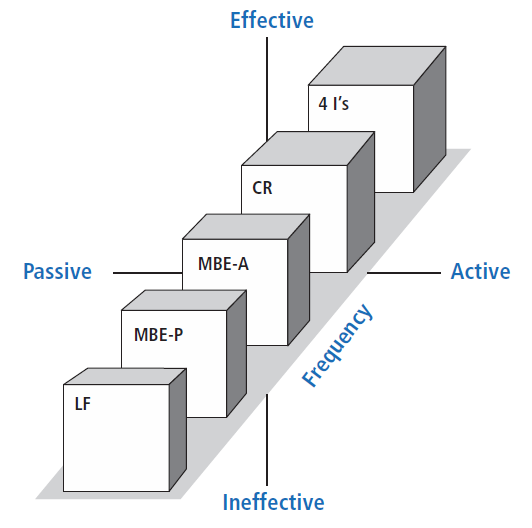 Effective
4 I's
CR
MBE-A
Passive
Active
MBE-P
Frequency
LF
Ineffective